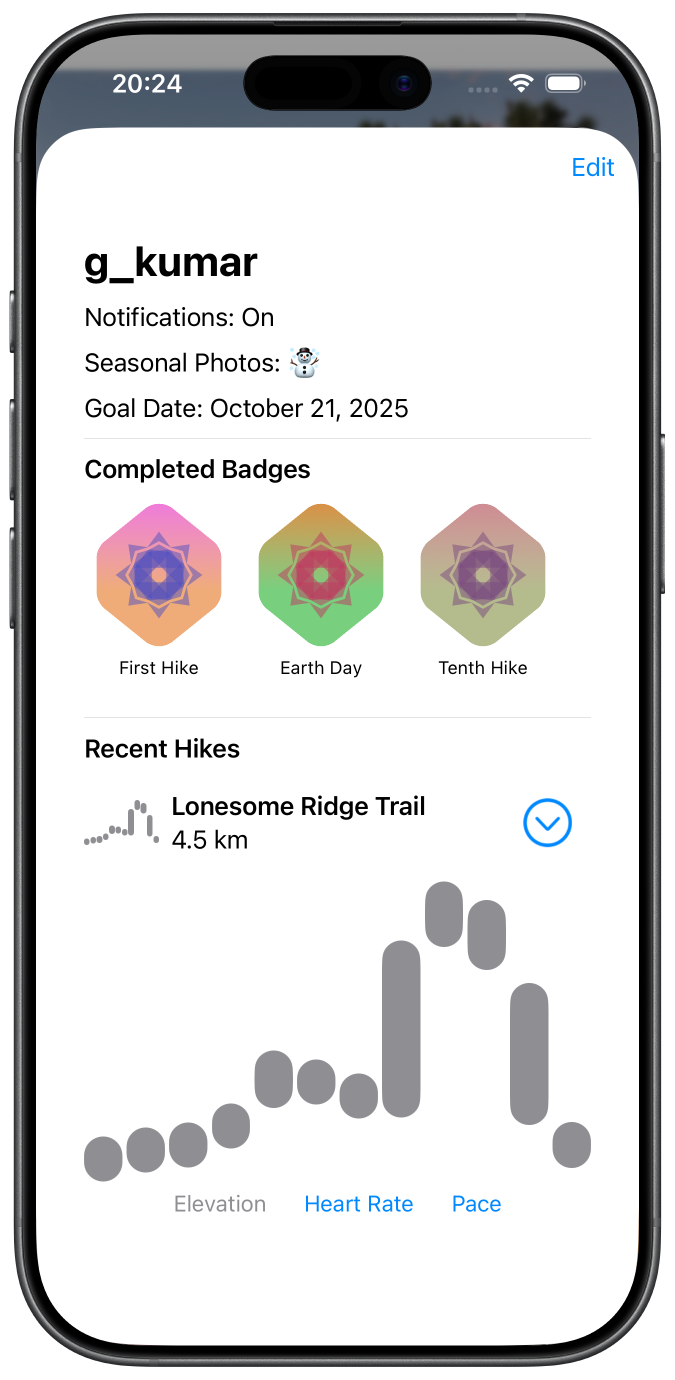 20:24
Edit
g_kumar
Notifications: On
Seasonal Photos: ☃️
Goal Date: October 21, 2025
Completed Badges
First Hike
Earth Day
Tenth Hike
Recent Hikes
Lonesome Ridge Trail
4.5 km
Elevation
Heart Rate
Pace